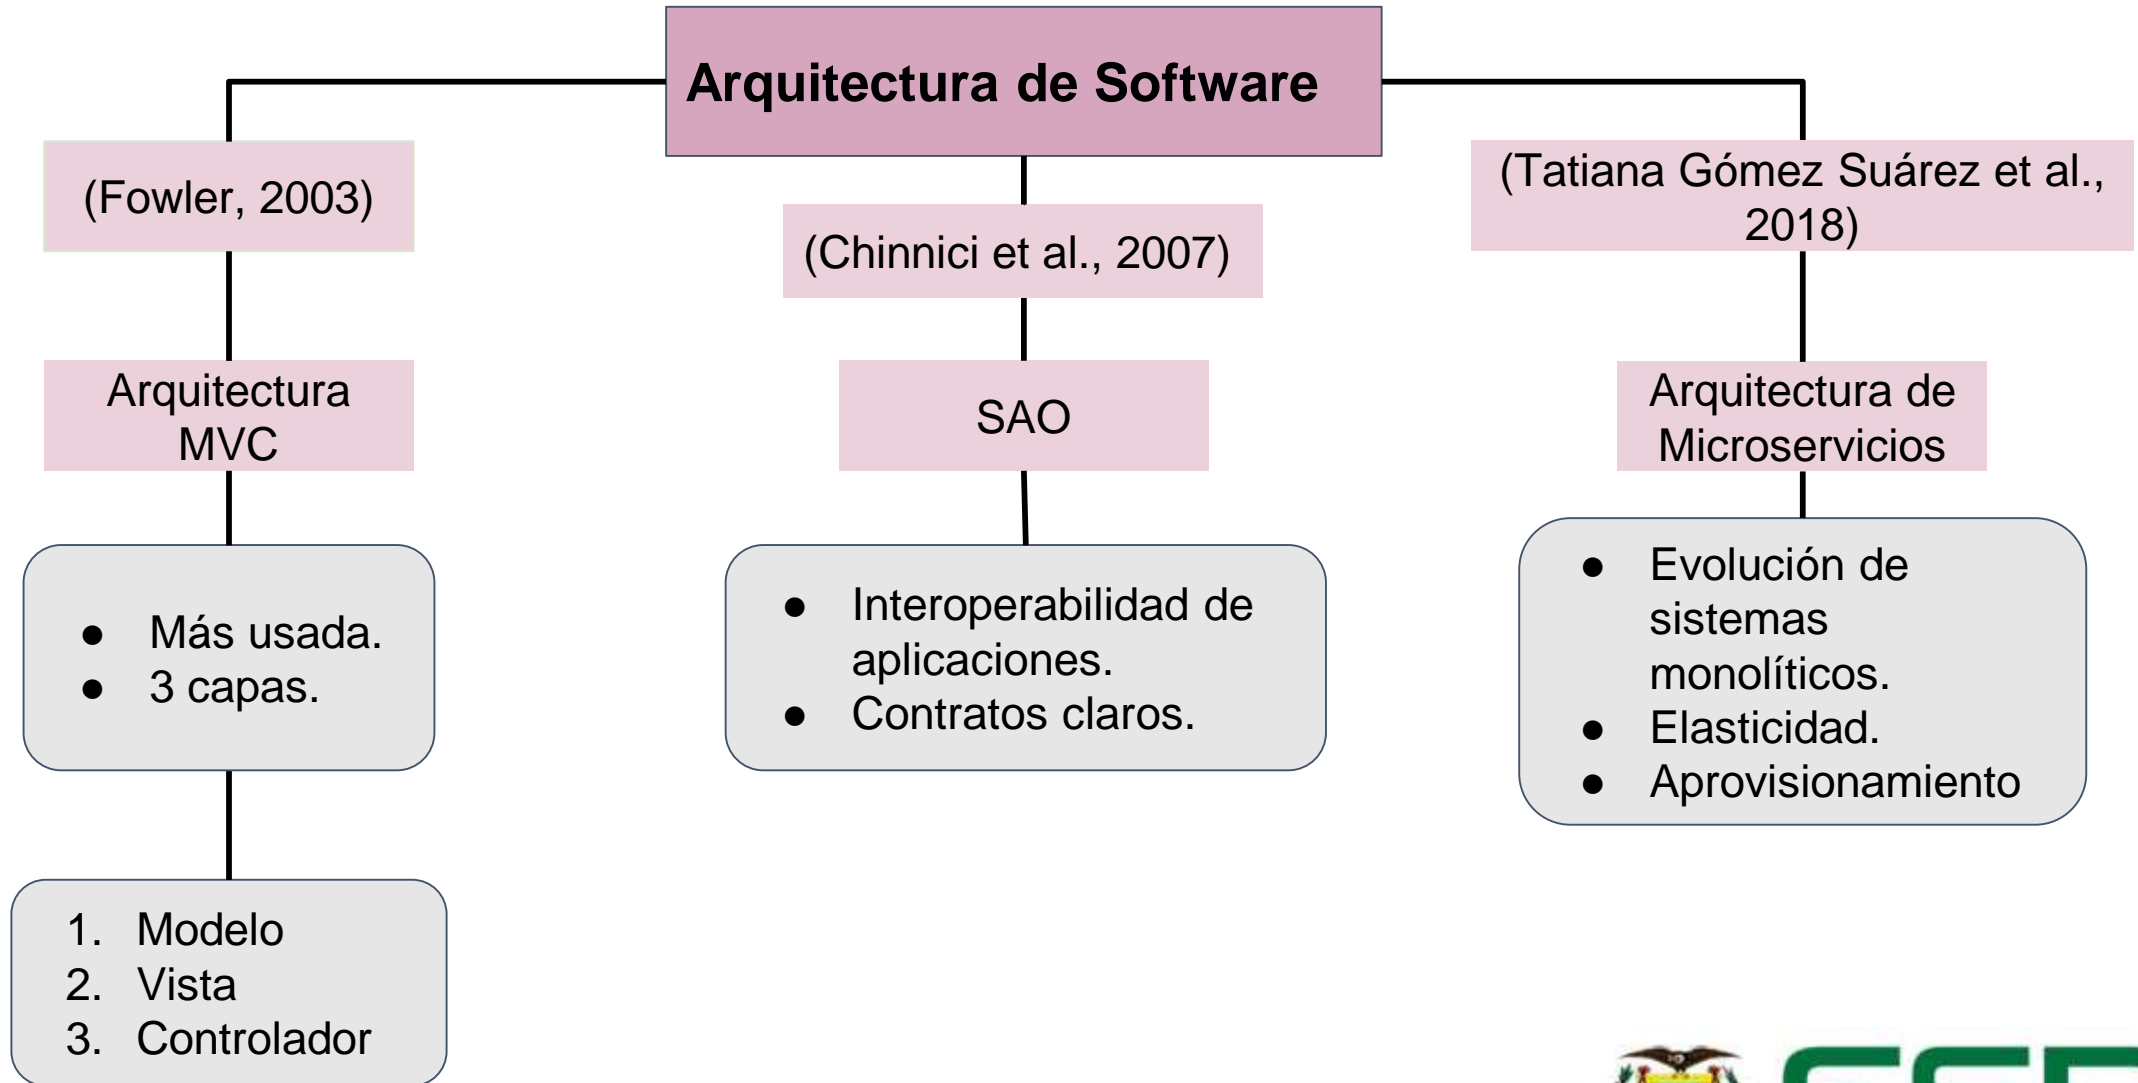 Arquitectura de Software
(Fowler, 2003)
Arquitectura
MVC
● Más usada.
● 3 capas.
1. Modelo
2. Vista
3. Controlador
(Chinnici et al., 2007)
SAO
● Interoperabilidad de
aplicaciones.
● Contratos claros.
(Tatiana Gómez Suárez et al.,
2018)
Arquitectura de
Microservicios
● Evolución de
sistemas
monolíticos.
● Elasticidad.
● Aprovisionamiento